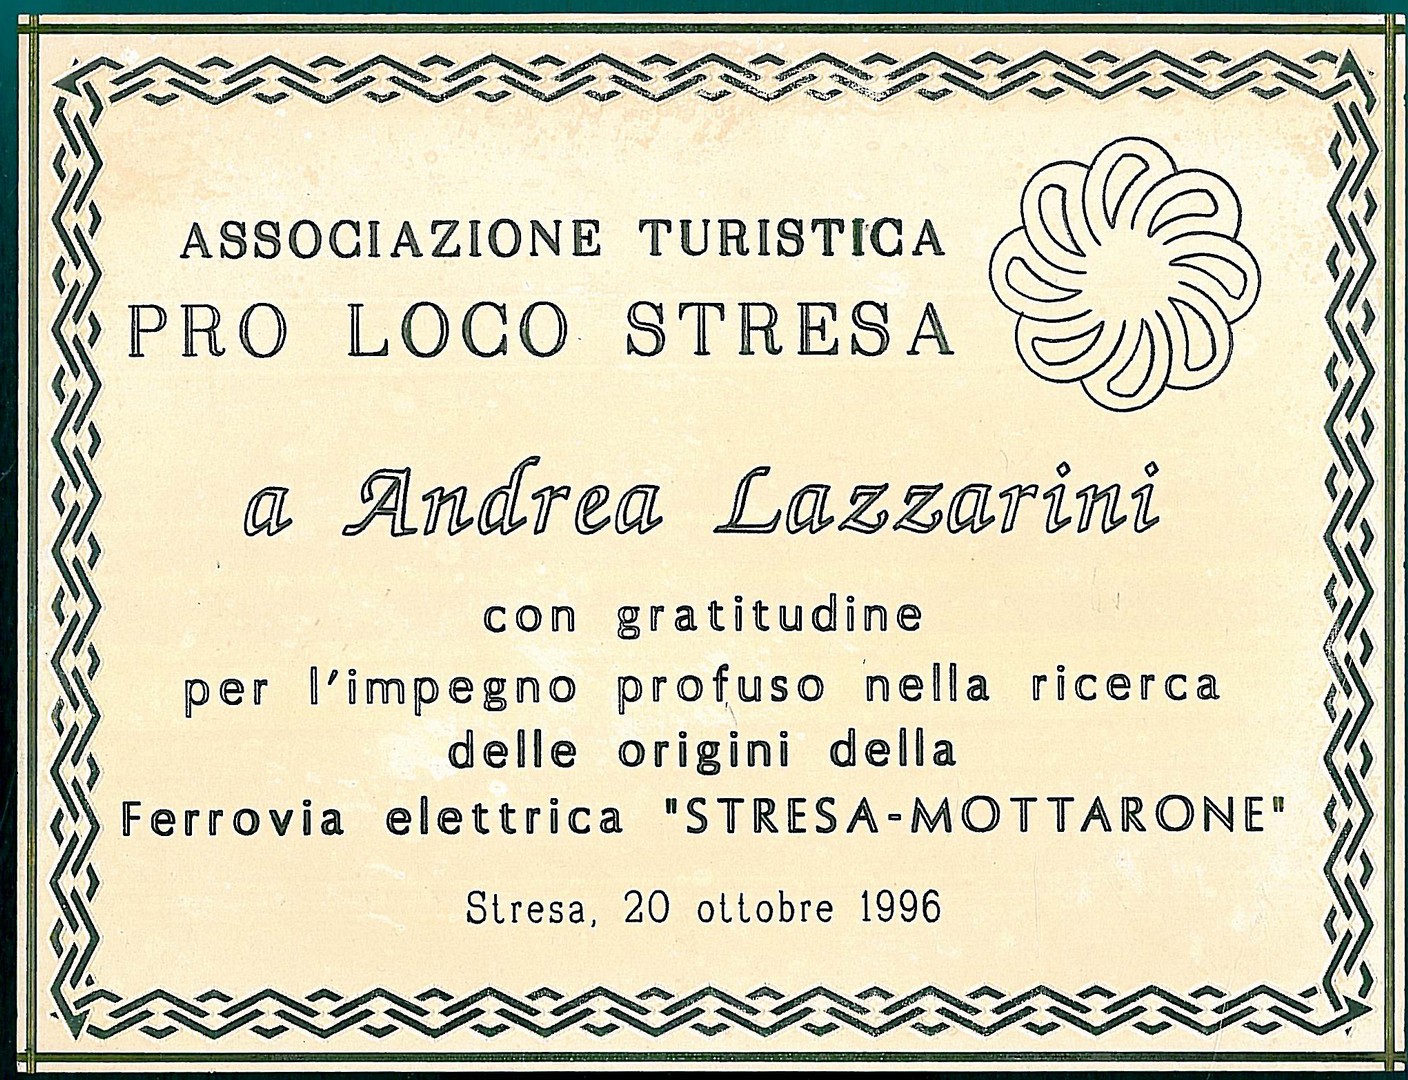 ASSOCIAZIONE TURISTICA
PRO LOCO STRESA
a Andrea Lazzarini
con gratitudine
per l'impegno profuso nella ricerca
delle origini della
Ferrovia elettrica "STRESA-MOTTARONE"
Stresa, 20 ottobre 1996